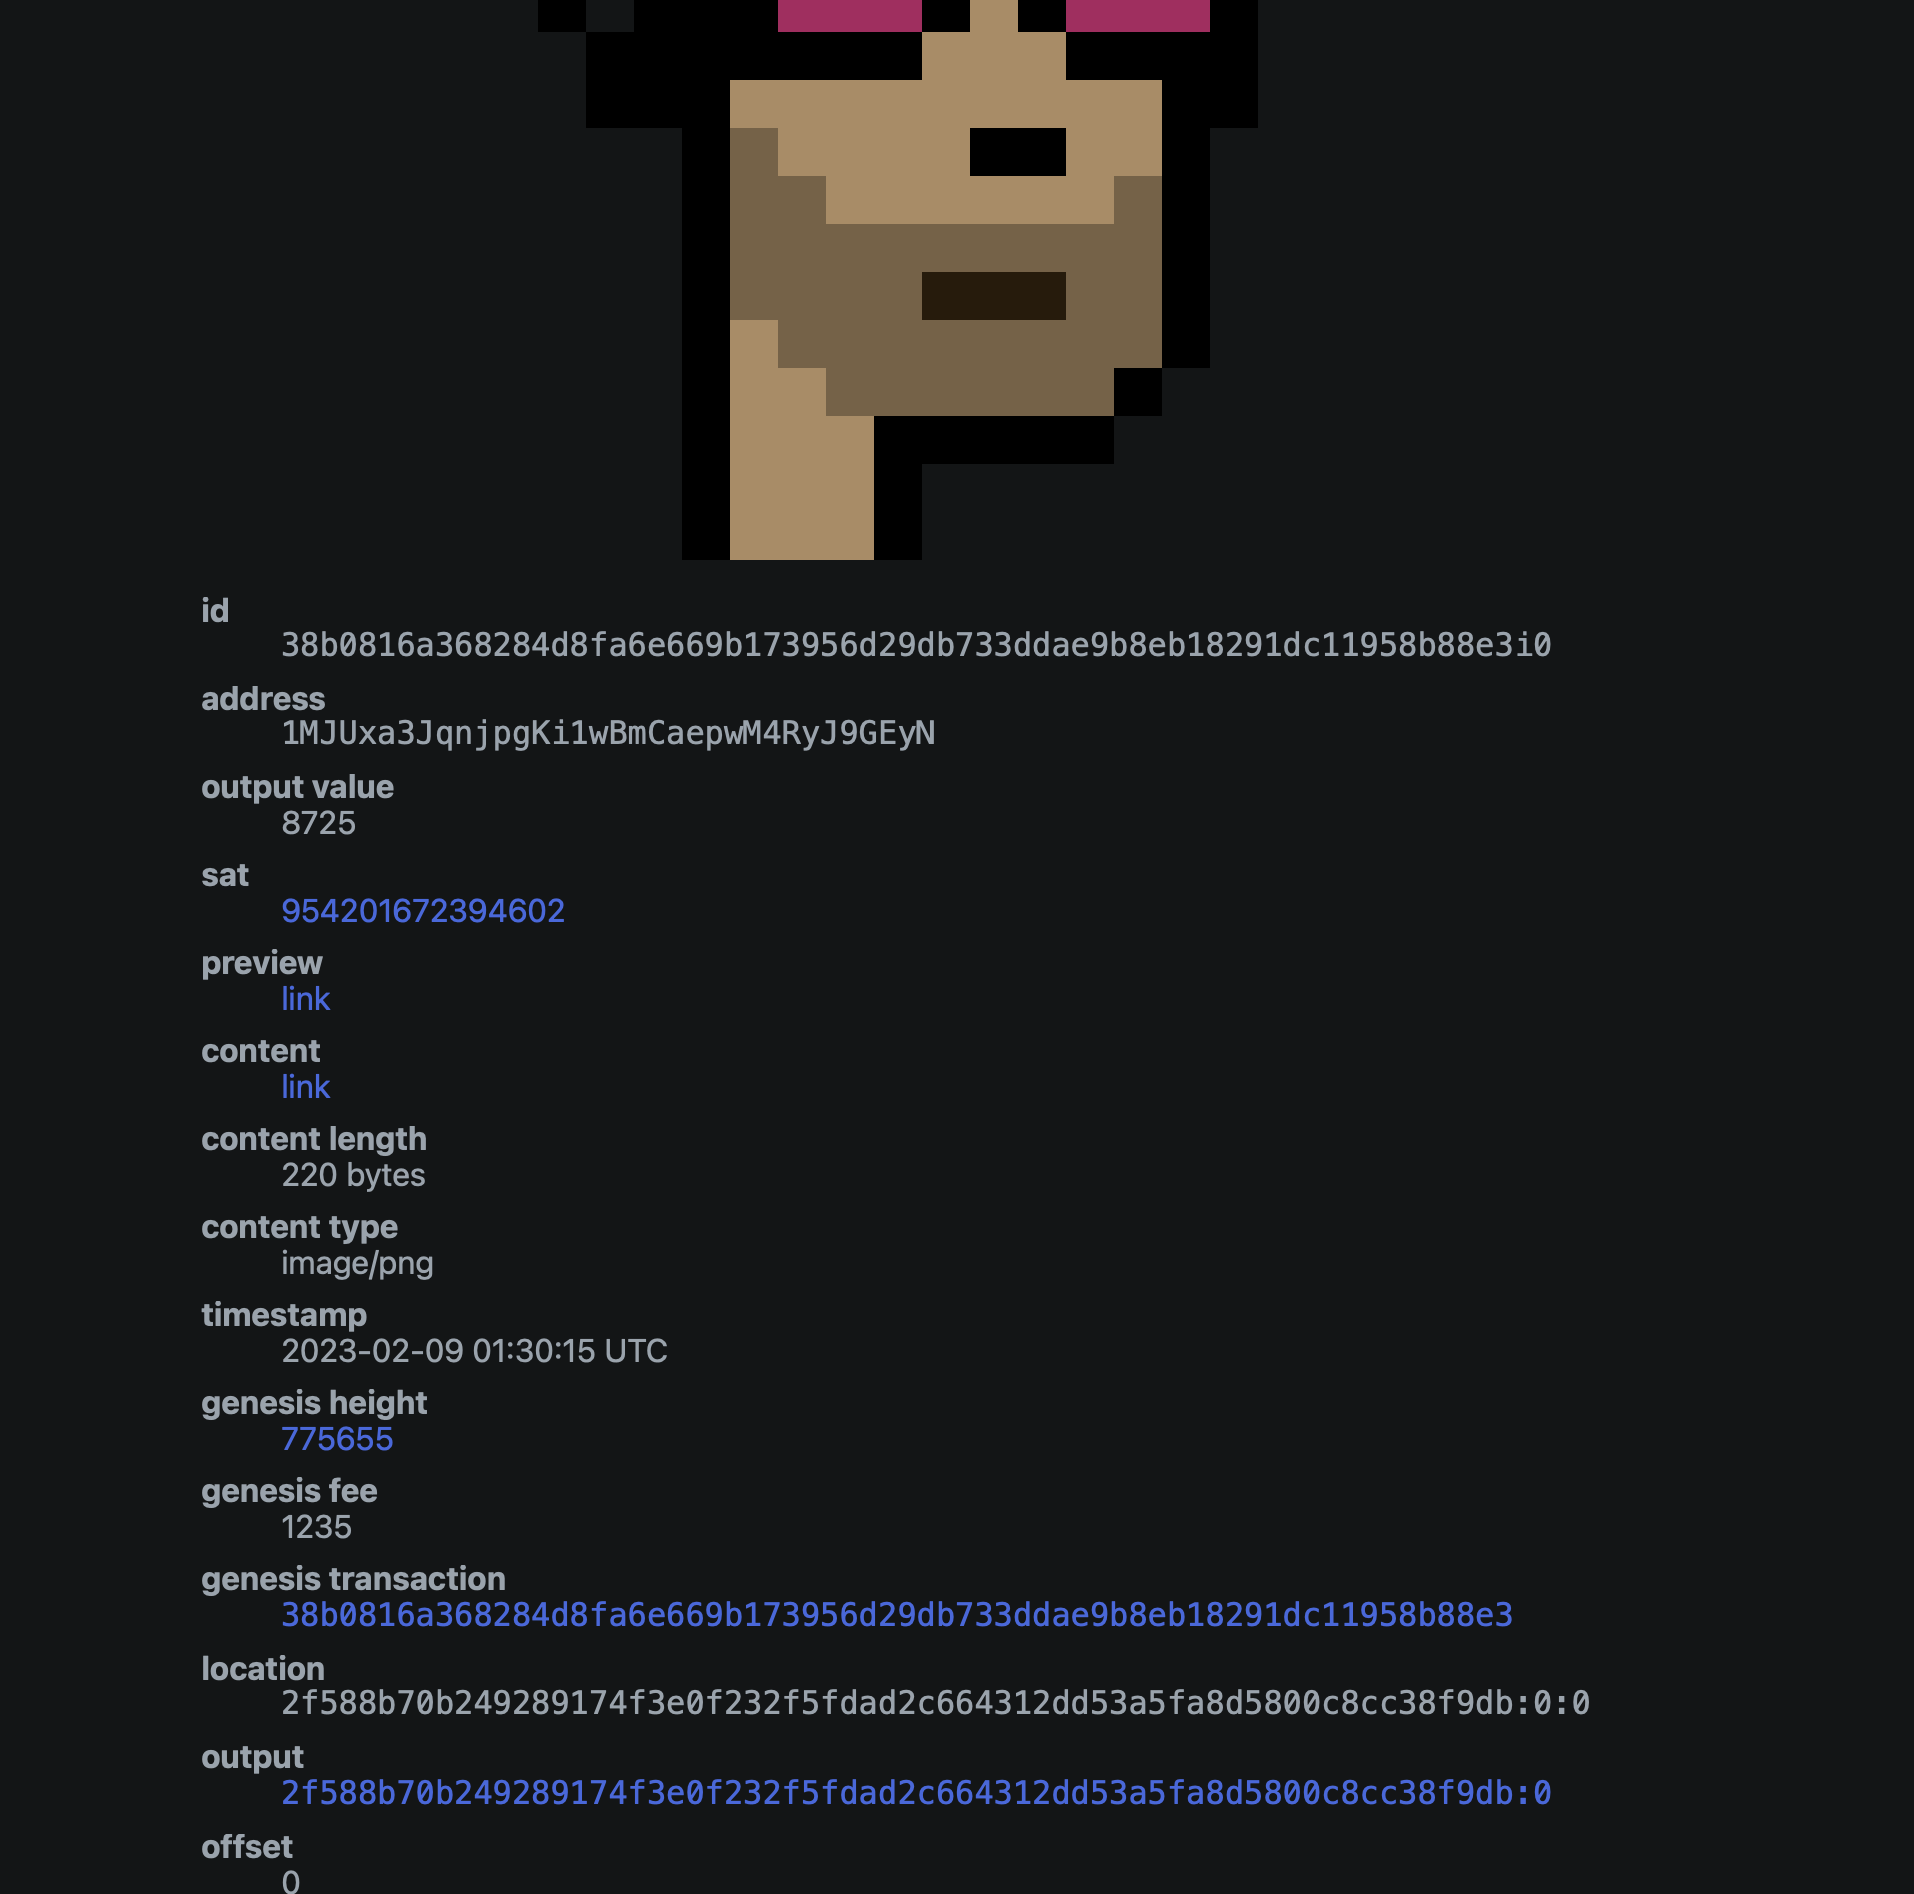 id
38b0816a368284d8fa6e669b173956d29db733ddae9b8eb18291dc11958b88e3i0
address
1MJUxa3JqnjpgKi1wBmCaepwM4RyJ9GEyN
output value
8725
sat
954201672394602
preview
link
content
link
content length
220 bytes
content type
image/png
timestamp
2023-02-09 01:30:15 UTC
genesis height
775655
genesis fee
1235
genesis transaction
38b0816a368284d8fa6e669b173956d29db733ddae9b8eb18291dc11958b88e3
location
2f588b70b249289174f3e0f232f5fdad2c664312dd53a5fa8d5800c8cc38f9db:0:0
output
2f588b70b249289174f3e0f232f5fdad2c664312dd53a5fa8d5800c8cc38f9db:0
offset
0